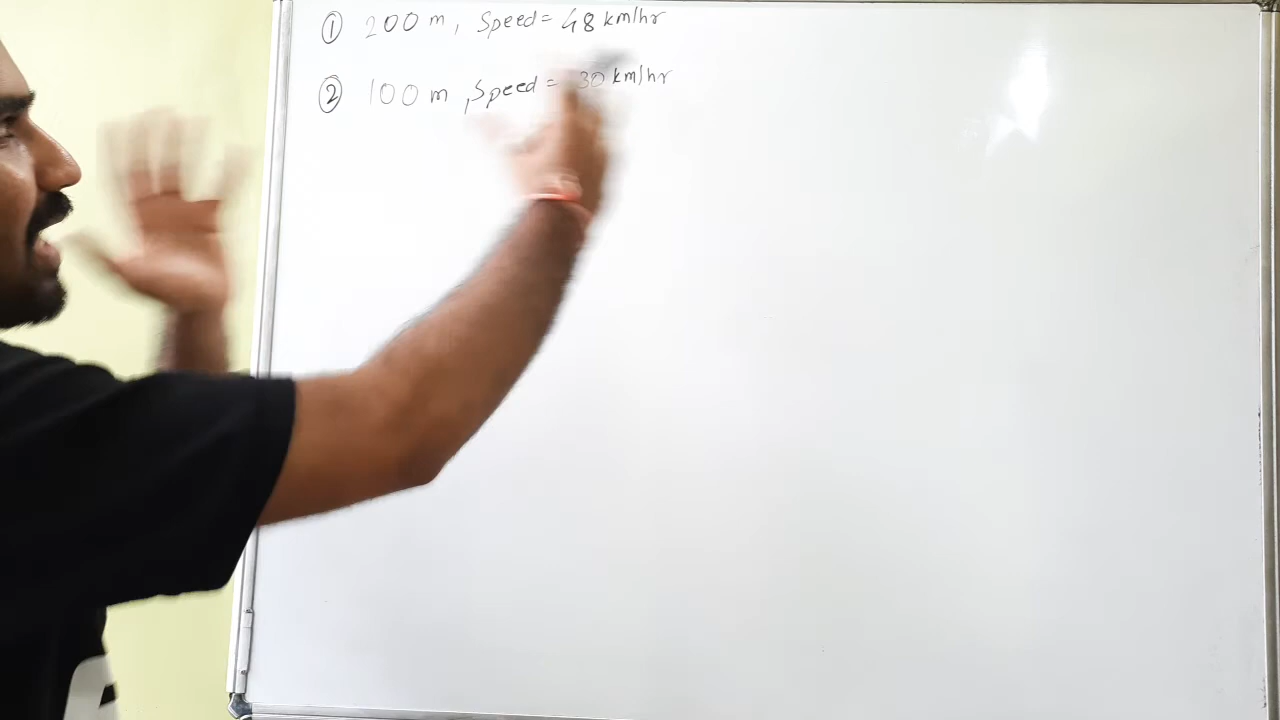 ① 200 m, Speed = 48 km/hr
② 100 m, Speed = 30 km/hr